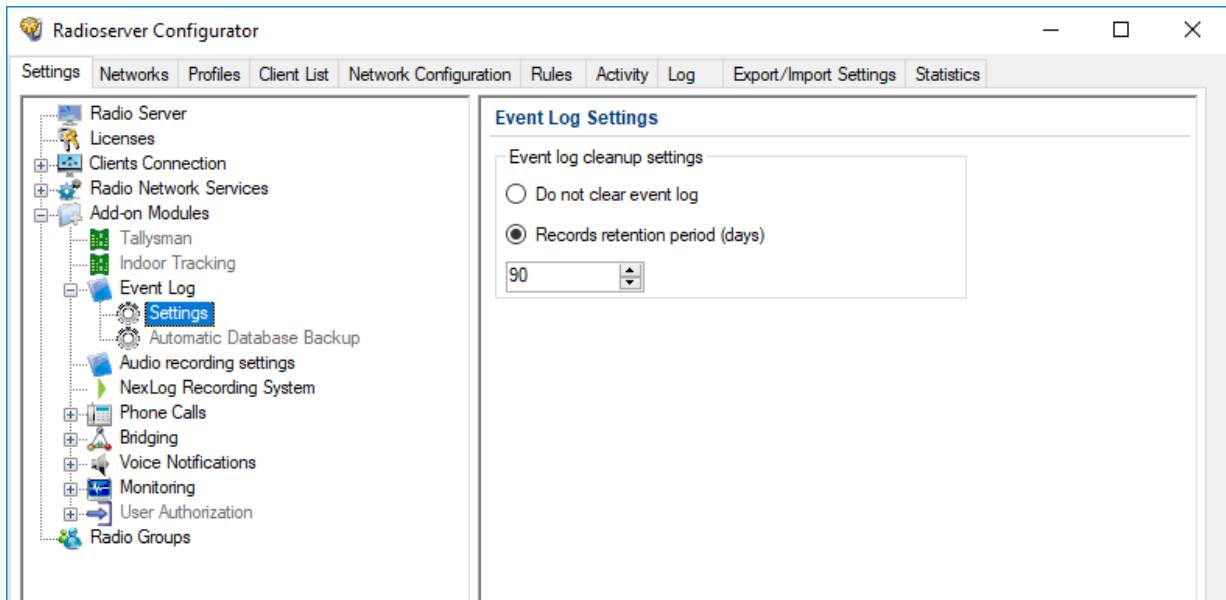 Radioserver Configurator
Settings Networks Profiles Client List Network Configuration Rules Activity Log Export/Import Settings Statistics
Radio Server
Licenses
Clients Connection
Radio Network Services
Add-on Modules
Tallysman
Indoor Tracking
Event Log
Settings
Automatic Database Backup
Audio recording settings
NexLog Recording System
Phone Calls
Bridging
Voice Notifications
Monitoring
User Authorization
Radio Groups
Event Log Settings
Event log cleanup settings
Do not clear event log
Records retention period (days)
90